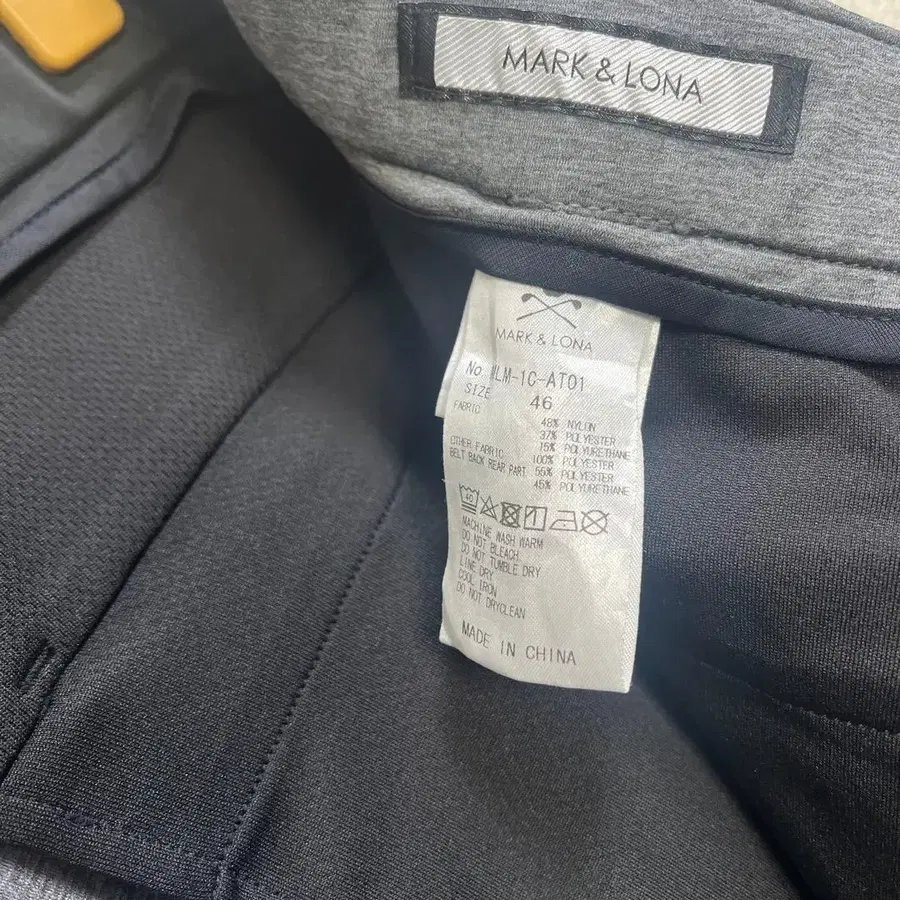 MARK & LONA
MARK & LONA
No MLM-1C-AT01
SIZE 46
FABRIC 48% NYLON
37% POLYESTER
15% POLYURETHANE
OTHER FABRIC 100% POLYESTER
BELT BACK REAR PART 55% POLYESTER
45% POLYURETHANE
40
MACHINE WASH WARM
DO NOT BLEACH
DO NOT TUMBLE DRY
LINE DRY
COOL IRON
DO NOT DRYCLEAN
MADE IN CHINA